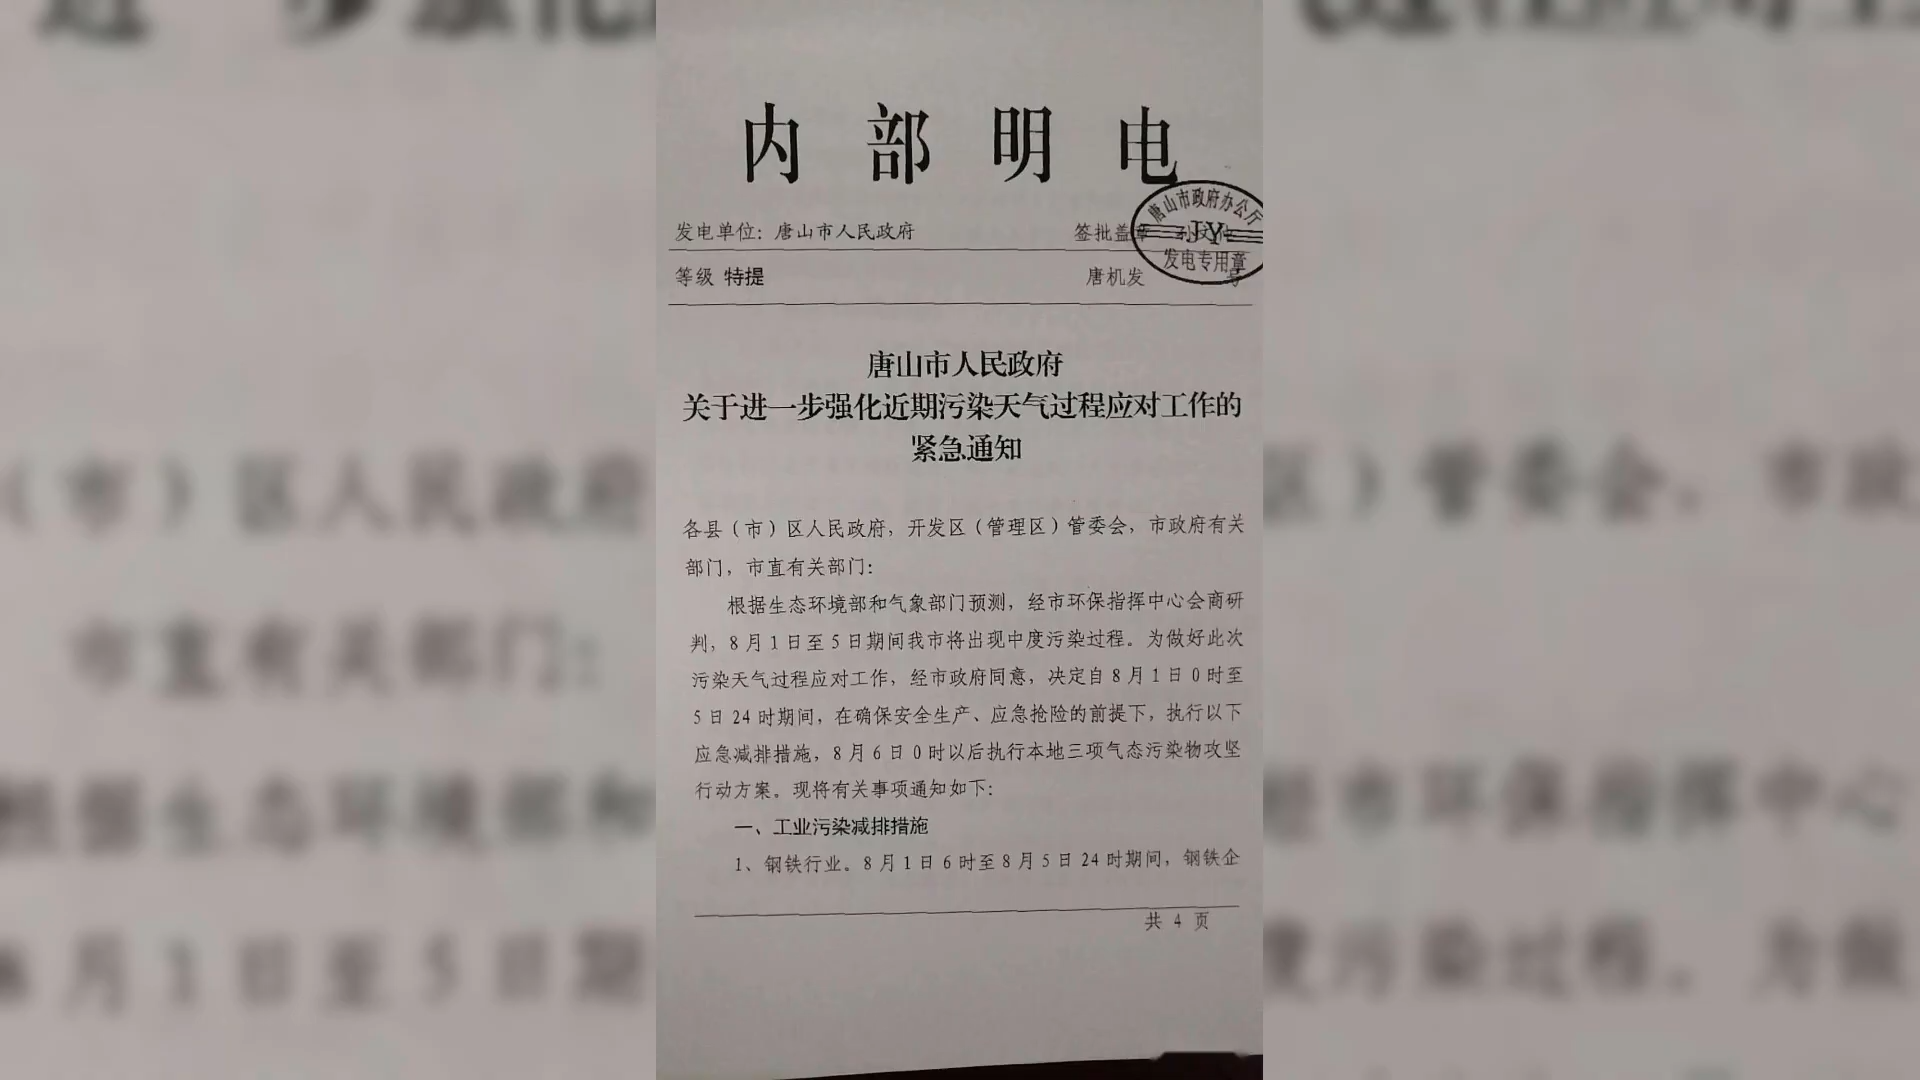 内部明电
唐山市政府办公厅
发电单位：唐山市人民政府 签批盖章
JY
发电专用章
等级 特提 唐机发 号
唐山市人民政府
关于进一步强化近期污染天气过程应对工作的
紧急通知
各县（市）区人民政府，开发区（管理区）管委会，市政府有关
部门，市直有关部门：
根据生态环境部和气象部门预测，经市环保指挥中心会商研
判，8月1日至5日期间我市将出现中度污染过程。为做好此次
污染天气过程应对工作，经市政府同意，决定自8月1日0时至
5日24时期间，在确保安全生产、应急抢险的前提下，执行以下
应急减排措施，8月6日0时以后执行本地三项气态污染物攻坚
行动方案。现将有关事项通知如下：
一、工业污染减排措施
1、钢铁行业。8月1日6时至8月5日24时期间，钢铁企
共 4 页